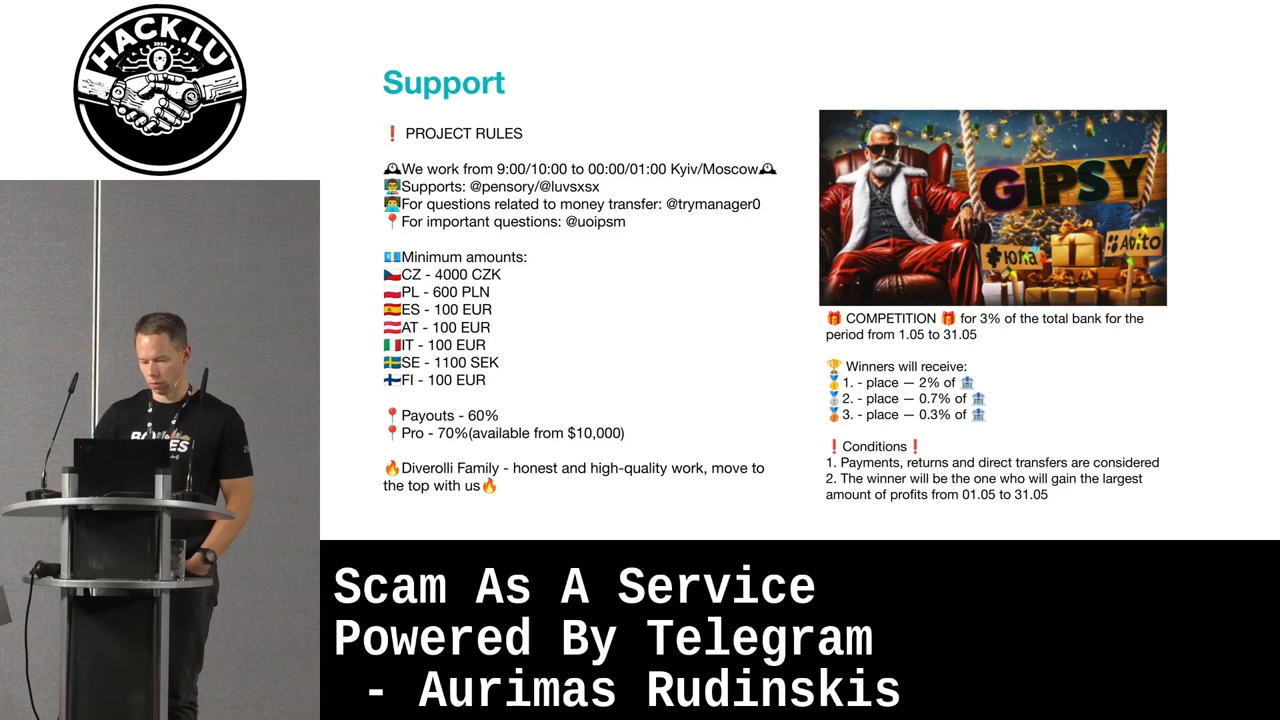 HACK.LU
2024
Support
❗ PROJECT RULES
🕰We work from 9:00/10:00 to 00:00/01:00 Kyiv/Moscow🕰
👨‍🏫Supports: @pensory/@luvsxsx
👨‍💻For questions related to money transfer: @trymanager0
📍For important questions: @uoipsm
💶Minimum amounts:
🇨🇿CZ - 4000 CZK
🇵🇱PL - 600 PLN
🇪🇸ES - 100 EUR
🇦🇹AT - 100 EUR
🇮🇹IT - 100 EUR
🇸🇪SE - 1100 SEK
🇫🇮FI - 100 EUR
📍Payouts - 60%
📍Pro - 70%(available from $10,000)
🔥Diverolli Family - honest and high-quality work, move to
the top with us🔥
GIPSY
Юла
Avito
🎁 COMPETITION 🎁 for 3% of the total bank for the
period from 1.05 to 31.05
🏆 Winners will receive:
🥇1. - place — 2% of 🏦
🥈2. - place — 0.7% of 🏦
🥉3. - place — 0.3% of 🏦
❗Conditions❗
1. Payments, returns and direct transfers are considered
2. The winner will be the one who will gain the largest
amount of profits from 01.05 to 31.05
Scam As A Service
Powered By Telegram
- Aurimas Rudinskis